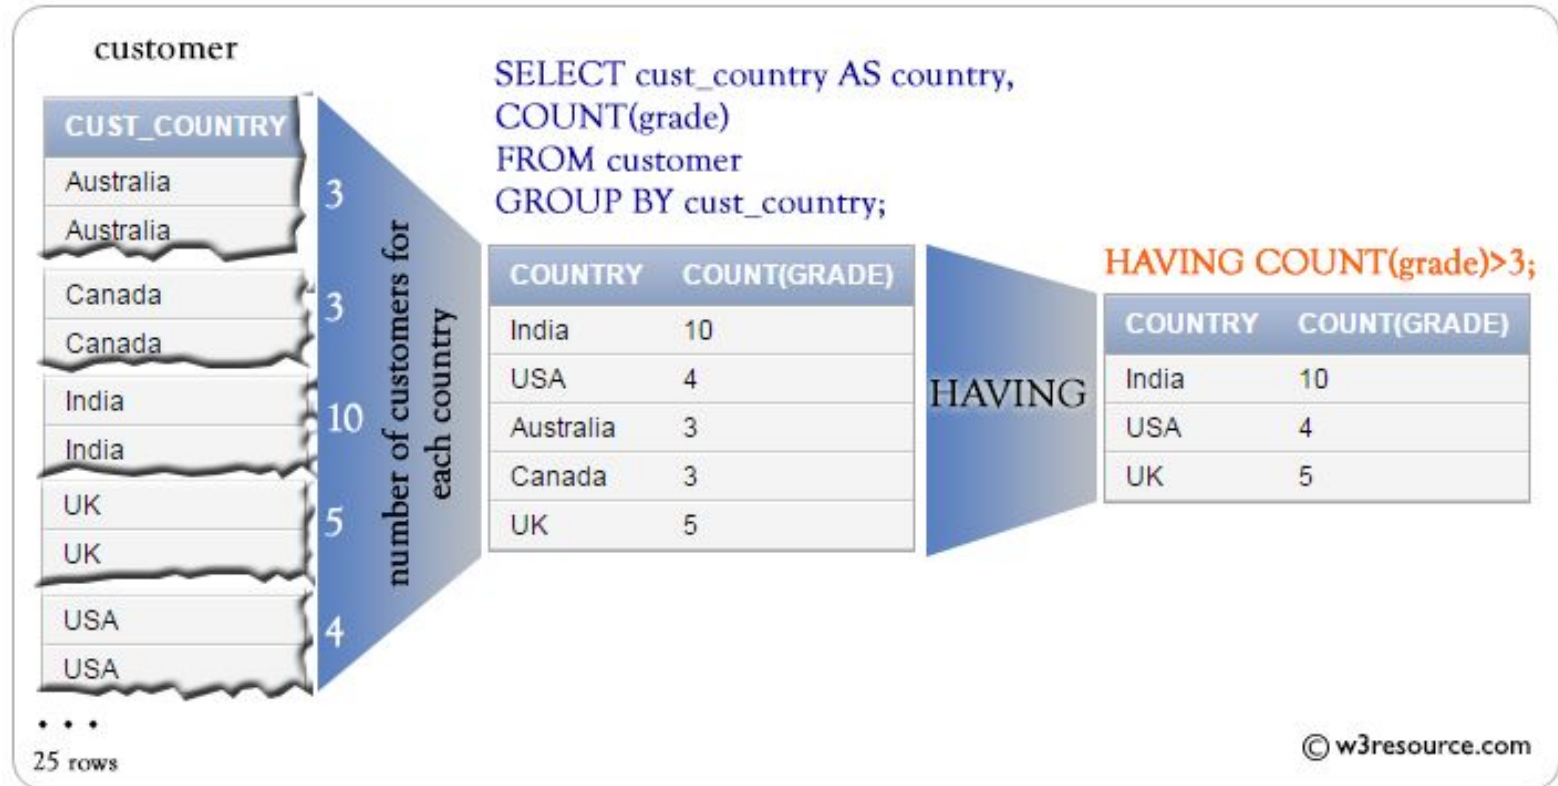 customer
CUST_COUNTRY
Australia
Australia
Canada
Canada
India
India
UK
UK
USA
USA
• • •
25 rows
3
3
10
5
4
number of customers for
each country
SELECT cust_country AS country,
COUNT(grade)
FROM customer
GROUP BY cust_country;
COUNTRY COUNT(GRADE)
India 10
USA 4
Australia 3
Canada 3
UK 5
HAVING
HAVING COUNT(grade)>3;
COUNTRY COUNT(GRADE)
India 10
USA 4
UK 5
© w3resource.com